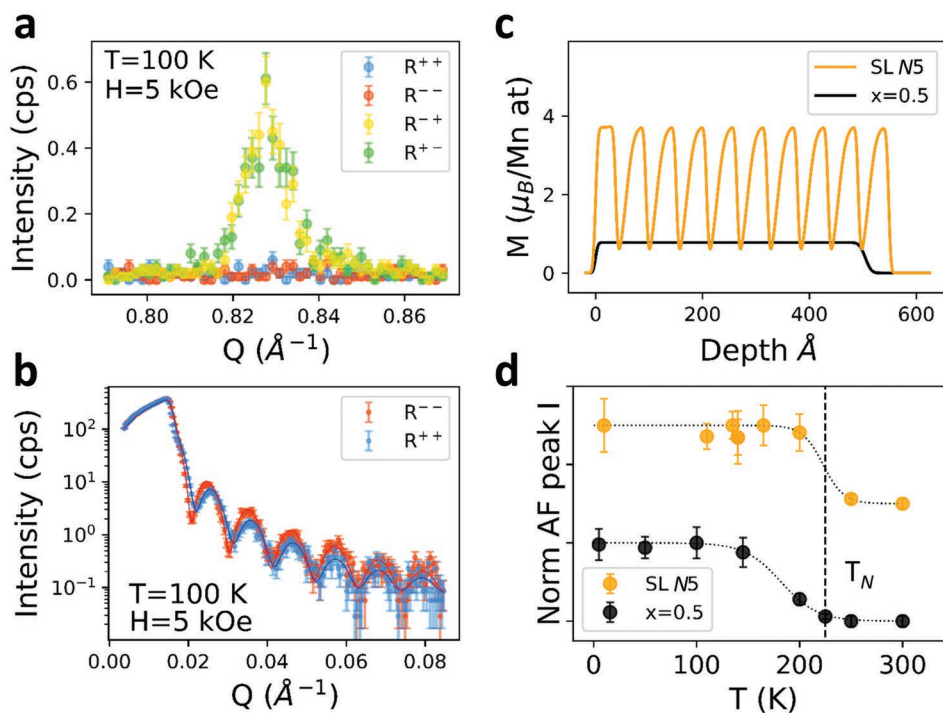 a
T=100 K
H=5 kOe
R++
R−−
R−+
R+−
Intensity (cps)
0.6
0.4
0.2
0.0
0.80
0.82
0.84
0.86
Q (Å⁻¹)
b
R−−
R++
Intensity (cps)
10²
10¹
10⁰
10⁻¹
T=100 K
H=5 kOe
0.00
0.02
0.04
0.06
0.08
Q (Å⁻¹)
c
SL N5
x=0.5
M (μB/Mn at)
4
2
0
0
200
400
600
Depth Å
d
Norm AF peak I
TN
SL N5
x=0.5
0
100
200
300
T (K)